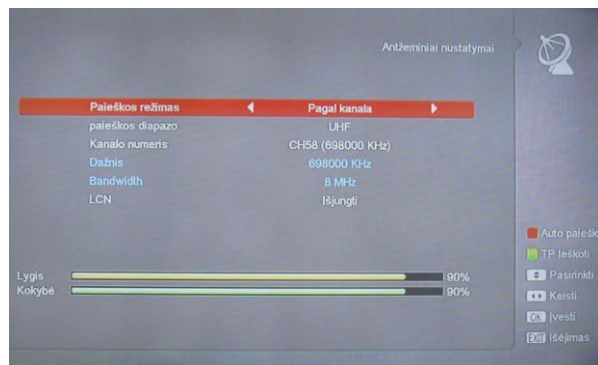 Antžeminiai nustatymai
Paieškos režimas Pagal kanala
paieškos diapazo UHF
Kanalo numeris CH58 (698000 KHz)
Dažnis 698000 KHz
Bandwidth 8 MHz
LCN Išjungti
Auto paiešk
TP Ieškoti
Pasirinkti
Lygis 90%
Kokybė 90%
Keisti
OK Įvesti
EXIT Išėjimas